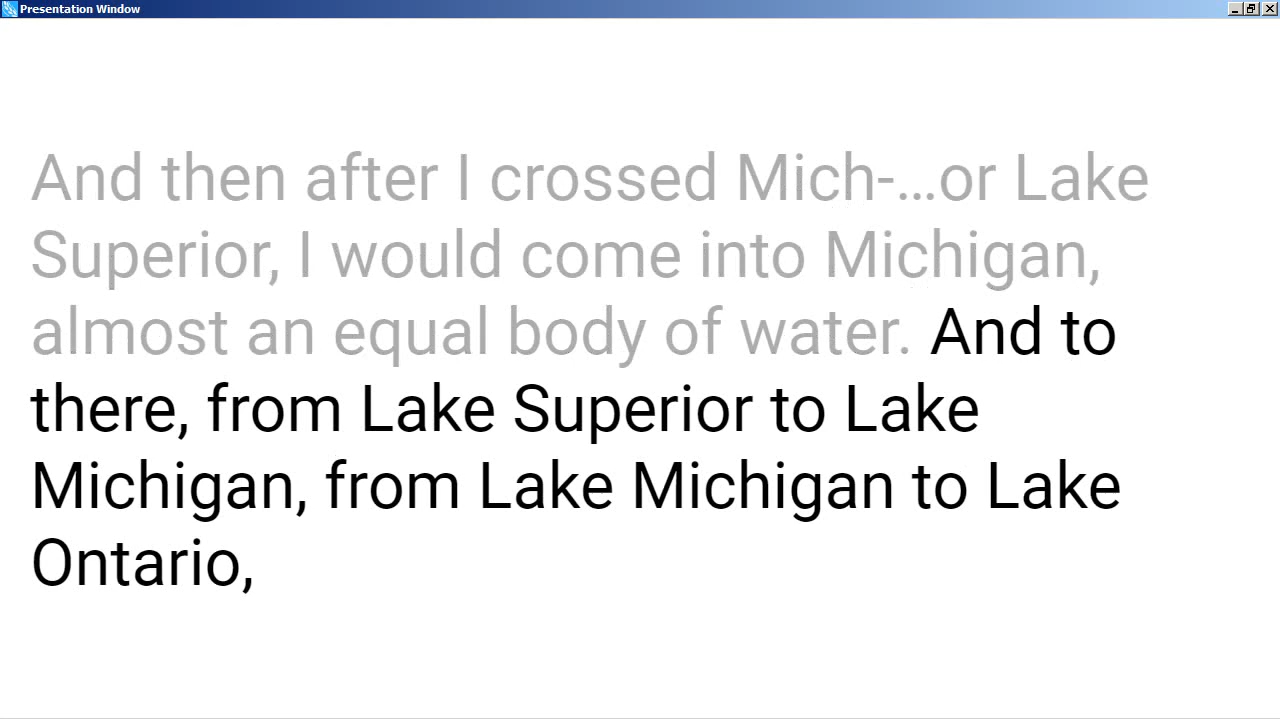 Presentation Window
And then after I crossed Mich-…or Lake
Superior, I would come into Michigan,
almost an equal body of water. And to
there, from Lake Superior to Lake
Michigan, from Lake Michigan to Lake
Ontario,